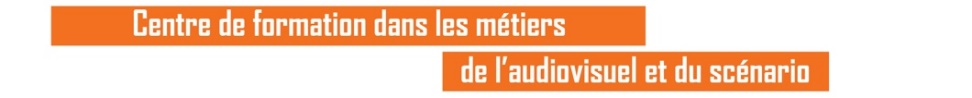 Centre de formation dans les métiers
de l'audiovisuel et du scénario